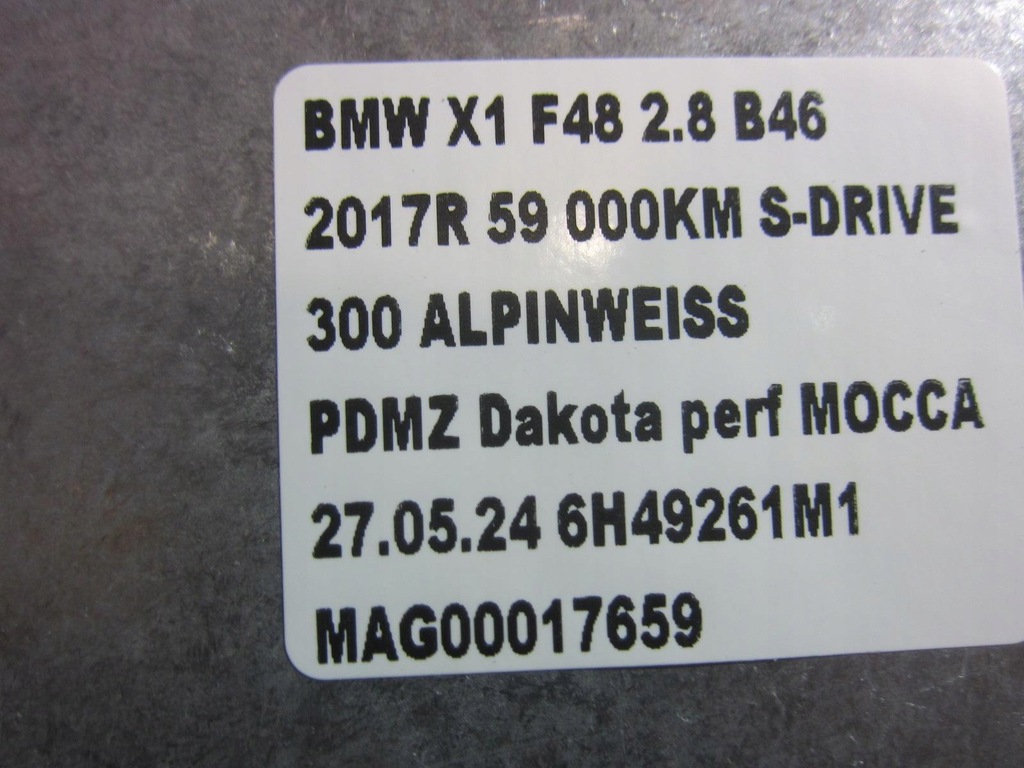 BMW X1 F48 2.8 B46
2017R 59 000KM S-DRIVE
300 ALPINWEISS
PDMZ Dakota perf MOCCA
27.05.24 6H49261M1
MAG00017659